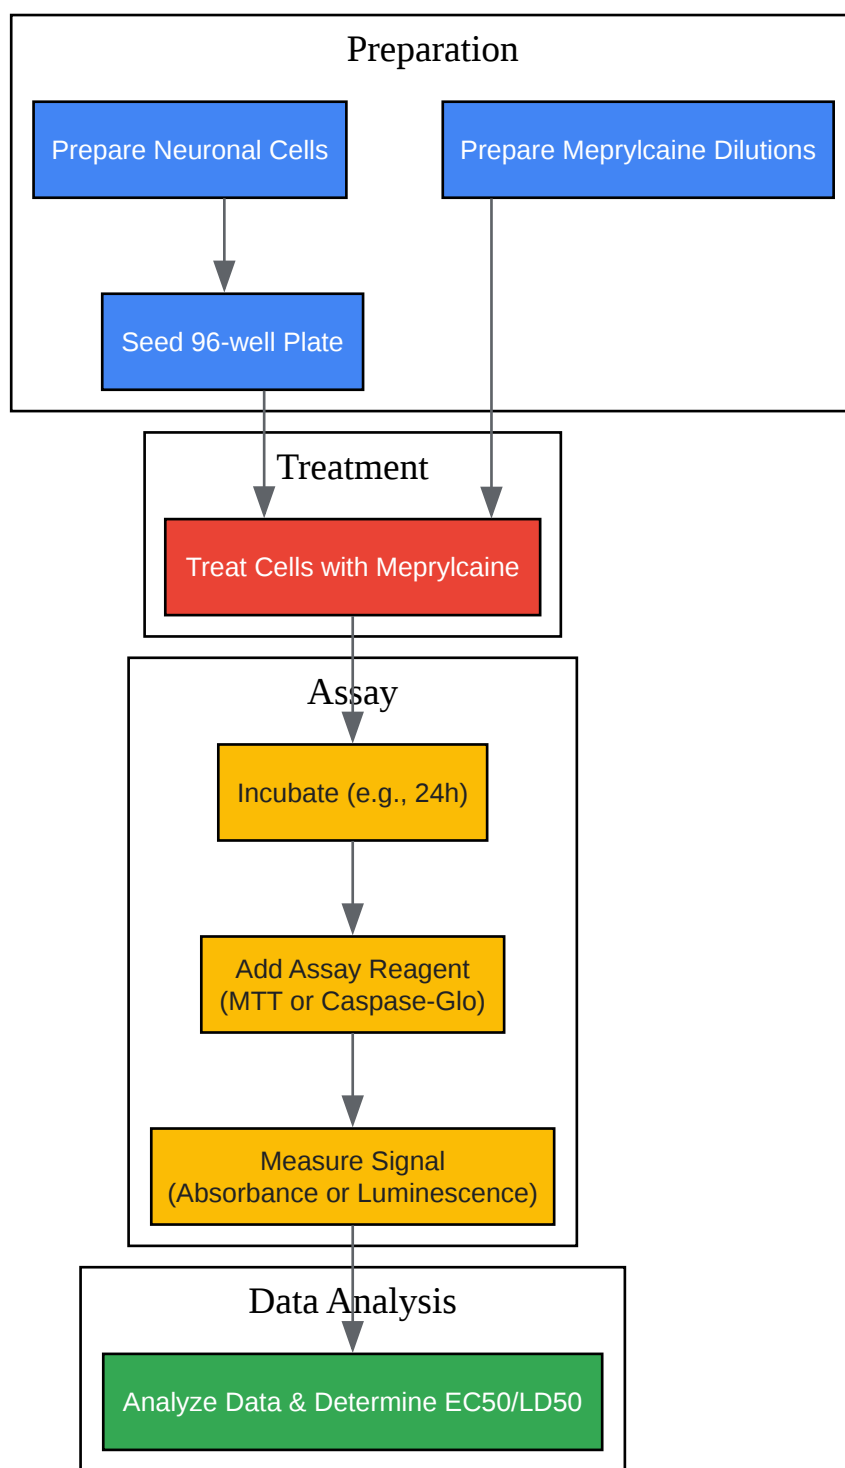 Preparation
Prepare Neuronal Cells
Prepare Meprylcaine Dilutions
Seed 96-well Plate
Treatment
Treat Cells with Meprylcaine
Assay
Incubate (e.g., 24h)
Add Assay Reagent
(MTT or Caspase-Glo)
Measure Signal
(Absorbance or Luminescence)
Data Analysis
Analyze Data & Determine EC50/LD50